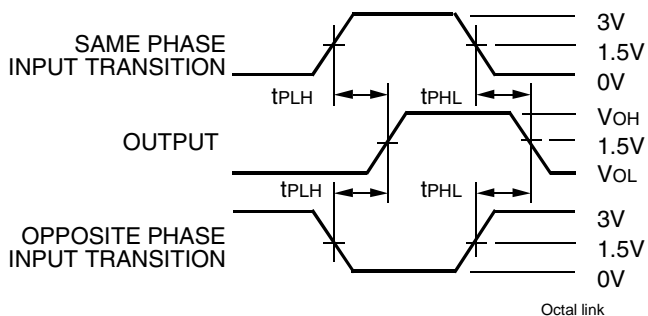 3V
SAME PHASE
INPUT TRANSITION
1.5V
0V
tPLH
tPHL
VOH
OUTPUT
1.5V
VOL
tPLH
tPHL
3V
OPPOSITE PHASE
INPUT TRANSITION
1.5V
0V
Octal link